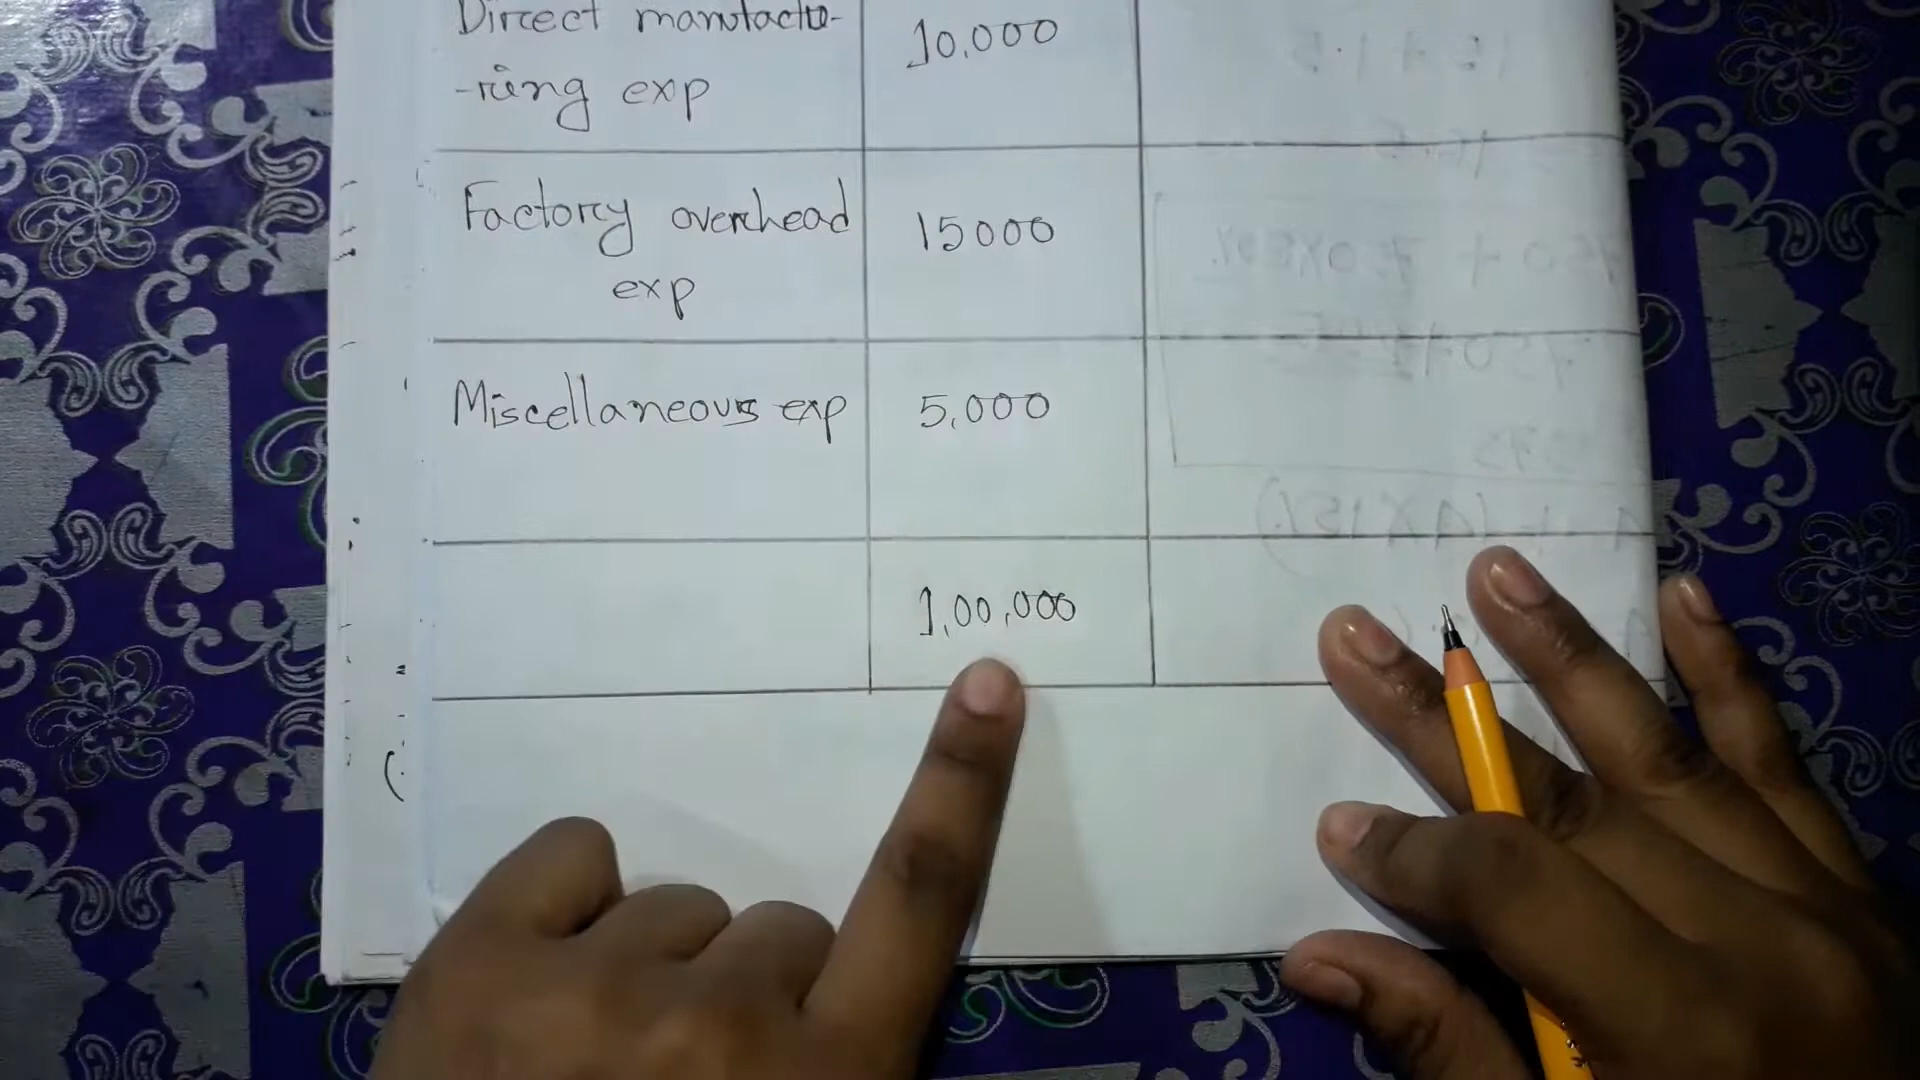 Direct manufactu- 10,000
-ring exp
Factory overhead 15000
exp
Miscellaneous exp 5,000
1,00,000